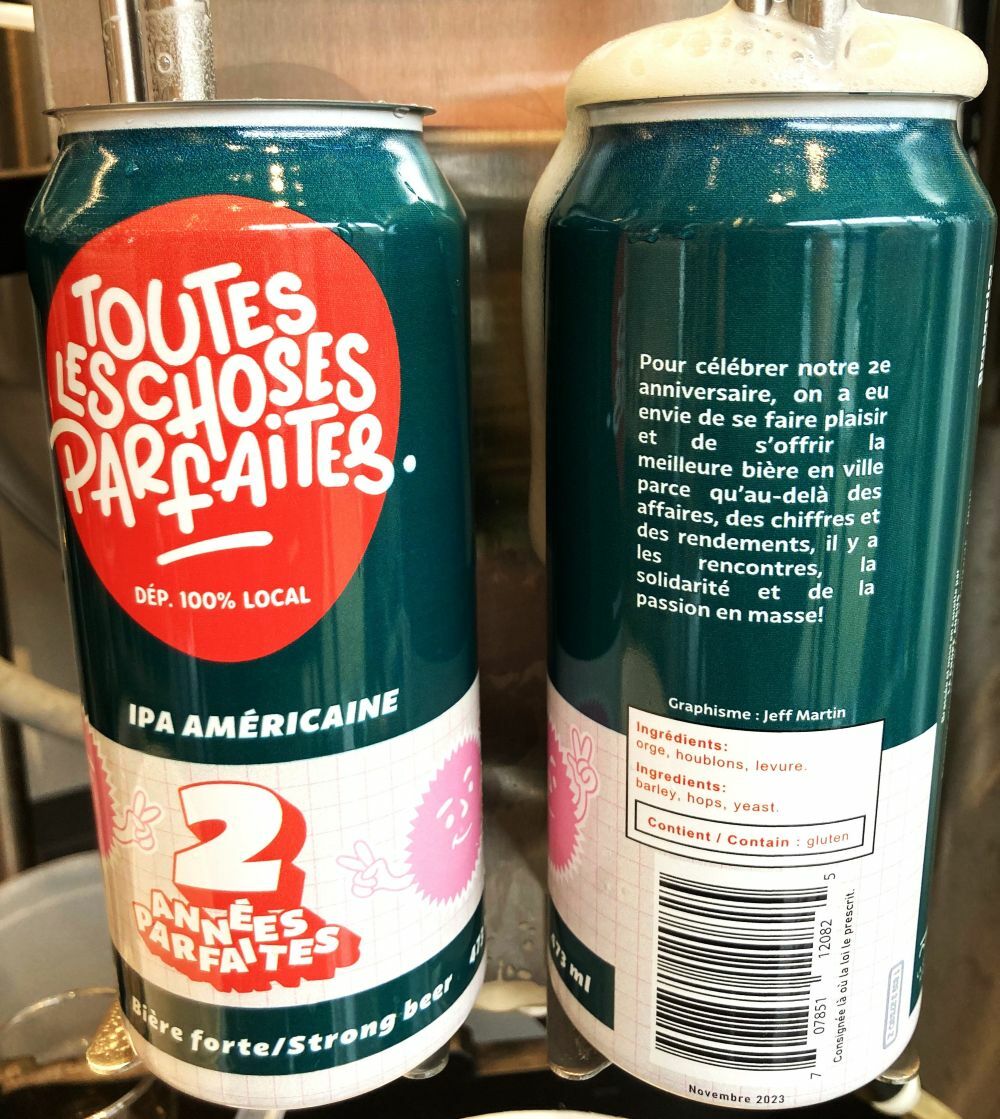 TOUTES
LES CHOSES
PARFAITES.
DÉP. 100% LOCAL
IPA AMÉRICAINE
2
ANNÉES
PARFAITES
Bière forte/Strong beer
Pour célébrer notre 2e
anniversaire, on a eu
envie de se faire plaisir
et de s'offrir la
meilleure bière en ville
parce qu'au-delà des
affaires, des chiffres et
des rendements, il y a
les rencontres, la
solidarité et de la
passion en masse!
Graphisme : Jeff Martin
Ingrédients:
orge, houblons, levure.
Ingredients:
barley, hops, yeast.
Contient / Contain : gluten
473 ml
7 07851 12082 5
Consignée là où la loi le prescrit.
Novembre 2023